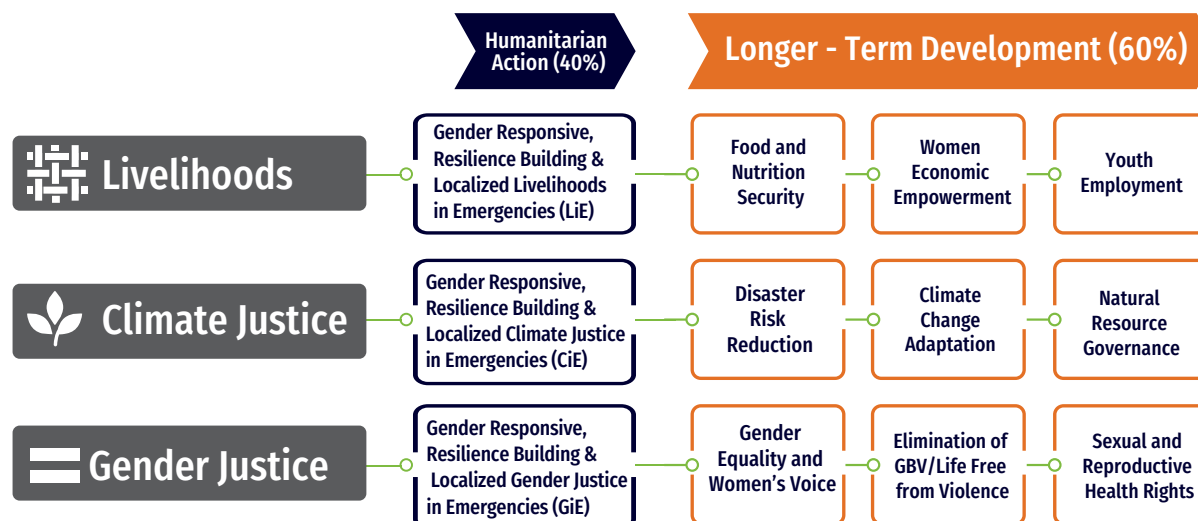 Humanitarian
Action (40%)
Longer - Term Development (60%)
Livelihoods
Gender Responsive,
Resilience Building &
Localized Livelihoods
in Emergencies (LiE)
Food and
Nutrition
Security
Women
Economic
Empowerment
Youth
Employment
Climate Justice
Gender Responsive,
Resilience Building &
Localized Climate Justice
in Emergencies (CiE)
Disaster
Risk
Reduction
Climate
Change
Adaptation
Natural
Resource
Governance
Gender Justice
Gender Responsive,
Resilience Building &
Localized Gender Justice
in Emergencies (GiE)
Gender
Equality and
Women’s Voice
Elimination of
GBV/Life Free
from Violence
Sexual and
Reproductive
Health Rights